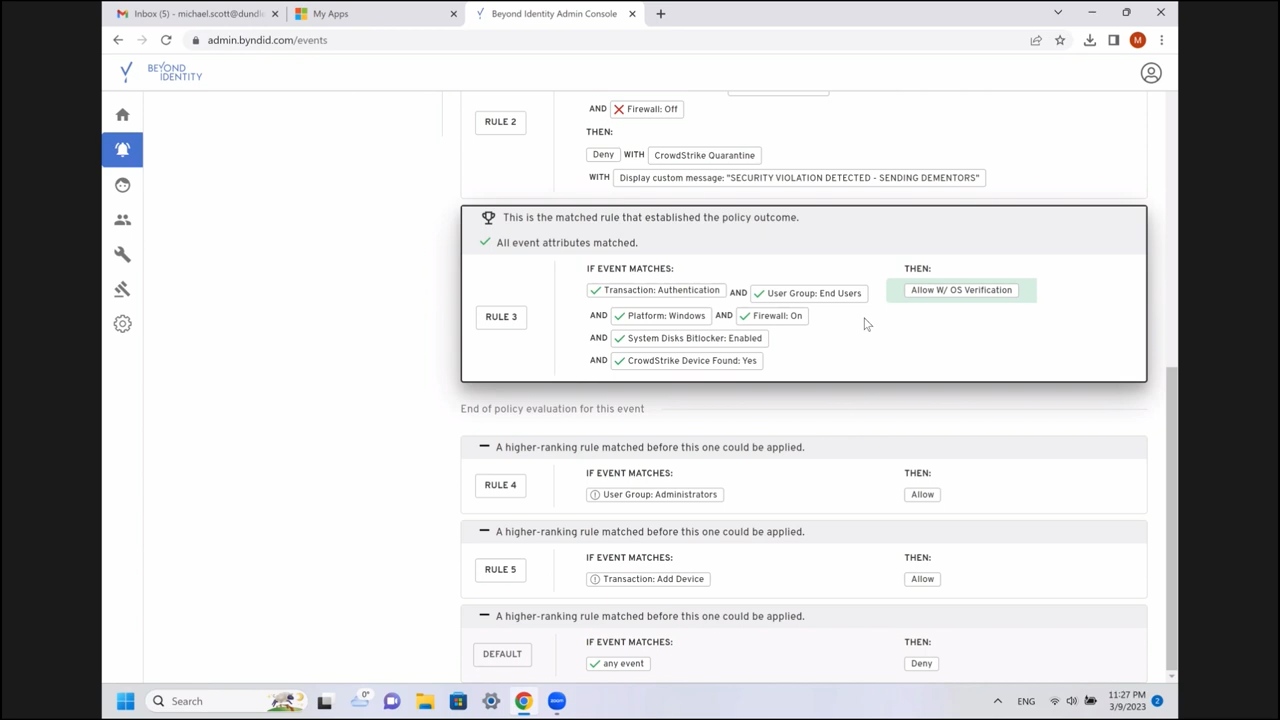 Inbox (5) - michael.scott@dundl
My Apps
Beyond Identity Admin Console
admin.byndid.com/events
M
BEYOND
IDENTITY
RULE 2
AND Firewall: Off
THEN:
Deny WITH CrowdStrike Quarantine
WITH Display custom message: "SECURITY VIOLATION DETECTED - SENDING DEMENTORS"
This is the matched rule that established the policy outcome.
All event attributes matched.
RULE 3
IF EVENT MATCHES:
Transaction: Authentication AND User Group: End Users
AND Platform: Windows AND Firewall: On
AND System Disks Bitlocker: Enabled
AND CrowdStrike Device Found: Yes
THEN:
Allow W/ OS Verification
End of policy evaluation for this event
A higher-ranking rule matched before this one could be applied.
RULE 4
IF EVENT MATCHES:
User Group: Administrators
THEN:
Allow
A higher-ranking rule matched before this one could be applied.
RULE 5
IF EVENT MATCHES:
Transaction: Add Device
THEN:
Allow
A higher-ranking rule matched before this one could be applied.
DEFAULT
IF EVENT MATCHES:
any event
THEN:
Deny
Search
0°
zoom
ENG
11:27 PM
3/9/2023
2